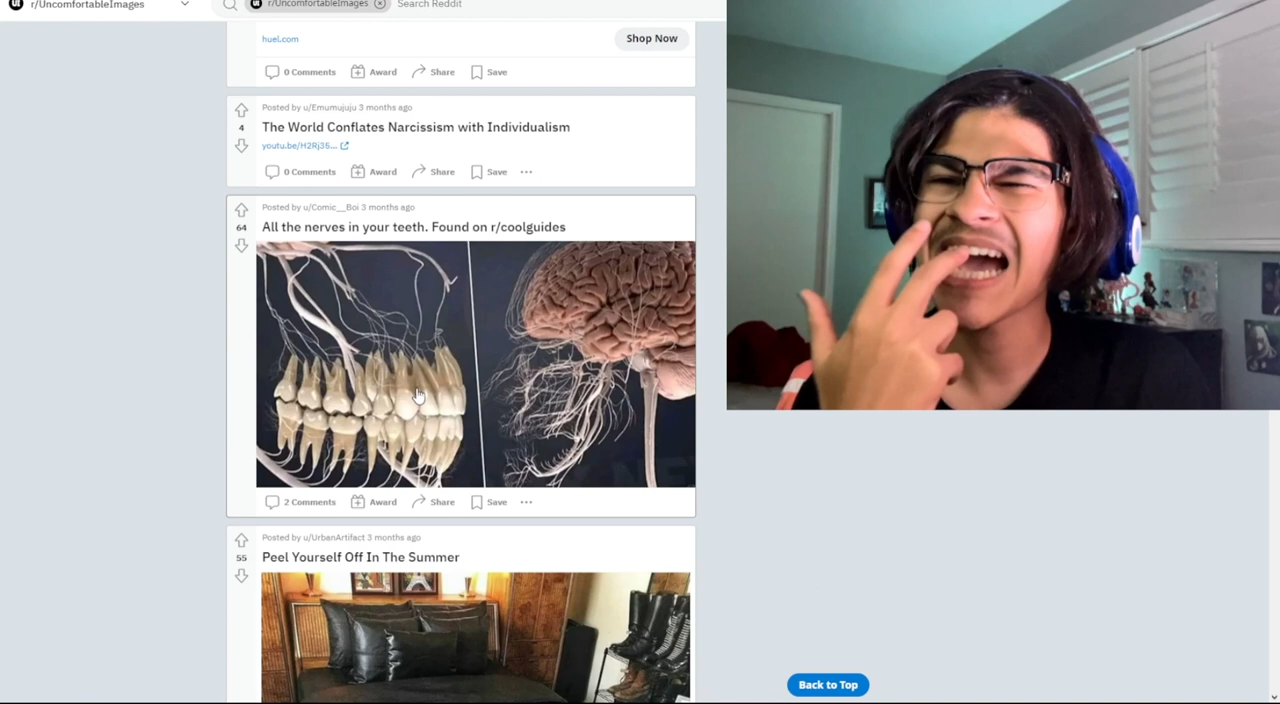 r/UncomfortableImages
r/UncomfortableImages Search Reddit
huel.com
Shop Now
0 Comments Award Share Save
Posted by u/Emumujuju 3 months ago
4
The World Conflates Narcissism with Individualism
youtu.be/H2Rj3S...
0 Comments Award Share Save ...
Posted by u/Comic__Boi 3 months ago
64
All the nerves in your teeth. Found on r/coolguides
2 Comments Award Share Save ...
Posted by u/UrbanArtifact 3 months ago
55
Peel Yourself Off In The Summer
Back to Top